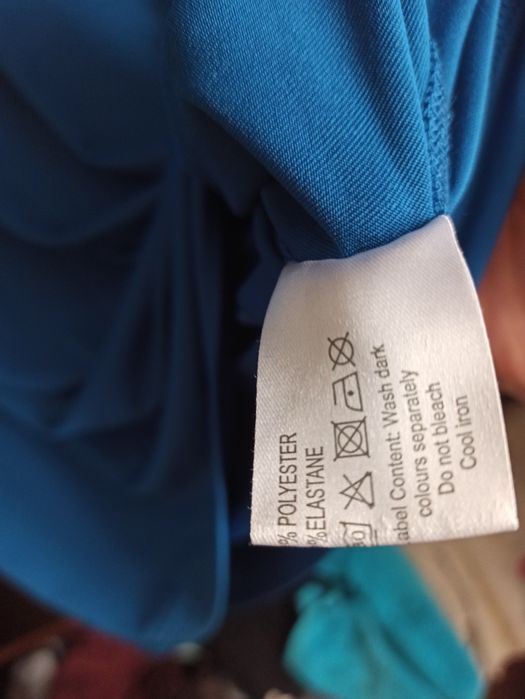 % POLYESTER
% ELASTANE
abel Content: Wash dark
colours separately
Do not bleach
Cool iron